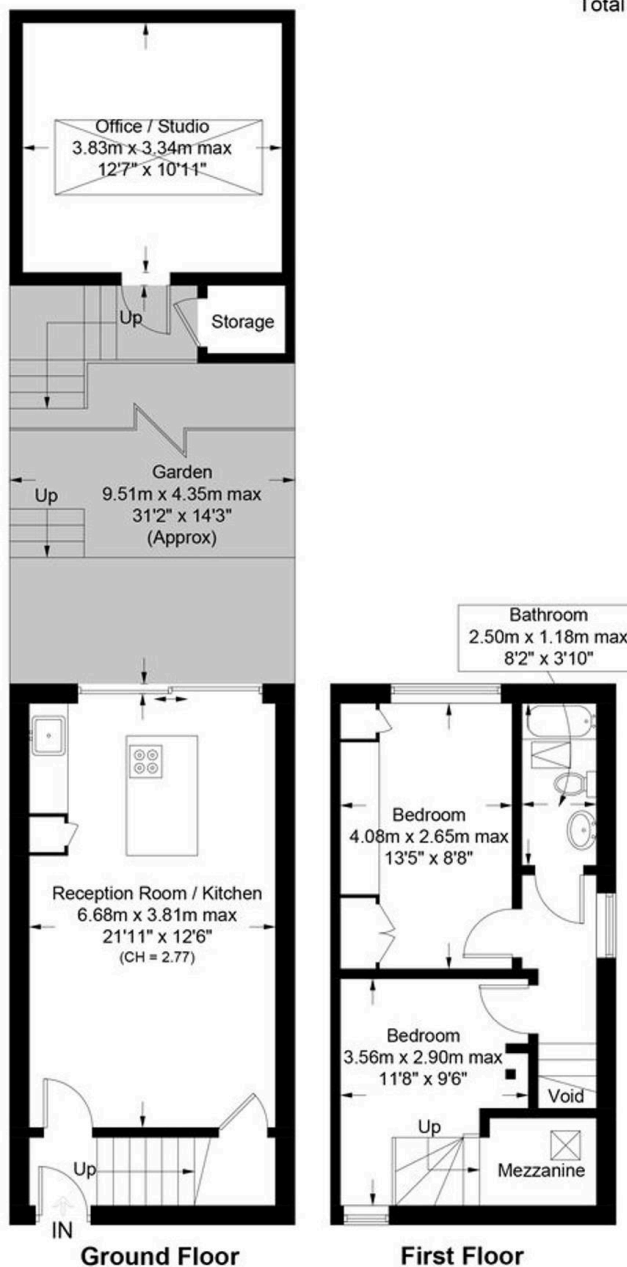 Total
Office / Studio
3.83m x 3.34m max
12'7" x 10'11"
Up
Storage
Garden
9.51m x 4.35m max
31'2" x 14'3"
(Approx)
Up
Reception Room / Kitchen
6.68m x 3.81m max
21'11" x 12'6"
(CH = 2.77)
Up
IN
Ground Floor
Bathroom
2.50m x 1.18m max
8'2" x 3'10"
Bedroom
4.08m x 2.65m max
13'5" x 8'8"
Bedroom
3.56m x 2.90m max
11'8" x 9'6"
Void
Up
Mezzanine
First Floor